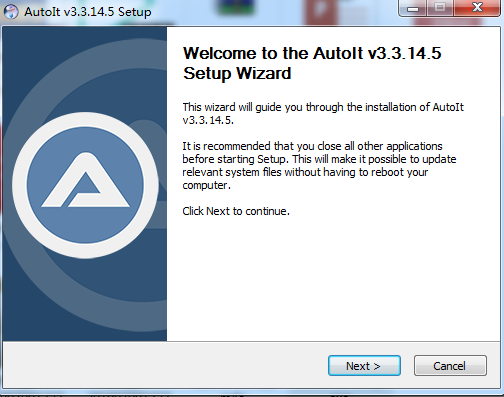 AutoIt v3.3.14.5 Setup
Welcome to the AutoIt v3.3.14.5
Setup Wizard
This wizard will guide you through the installation of AutoIt
v3.3.14.5.
It is recommended that you close all other applications
before starting Setup. This will make it possible to update
relevant system files without having to reboot your
computer.
Click Next to continue.
Next >
Cancel